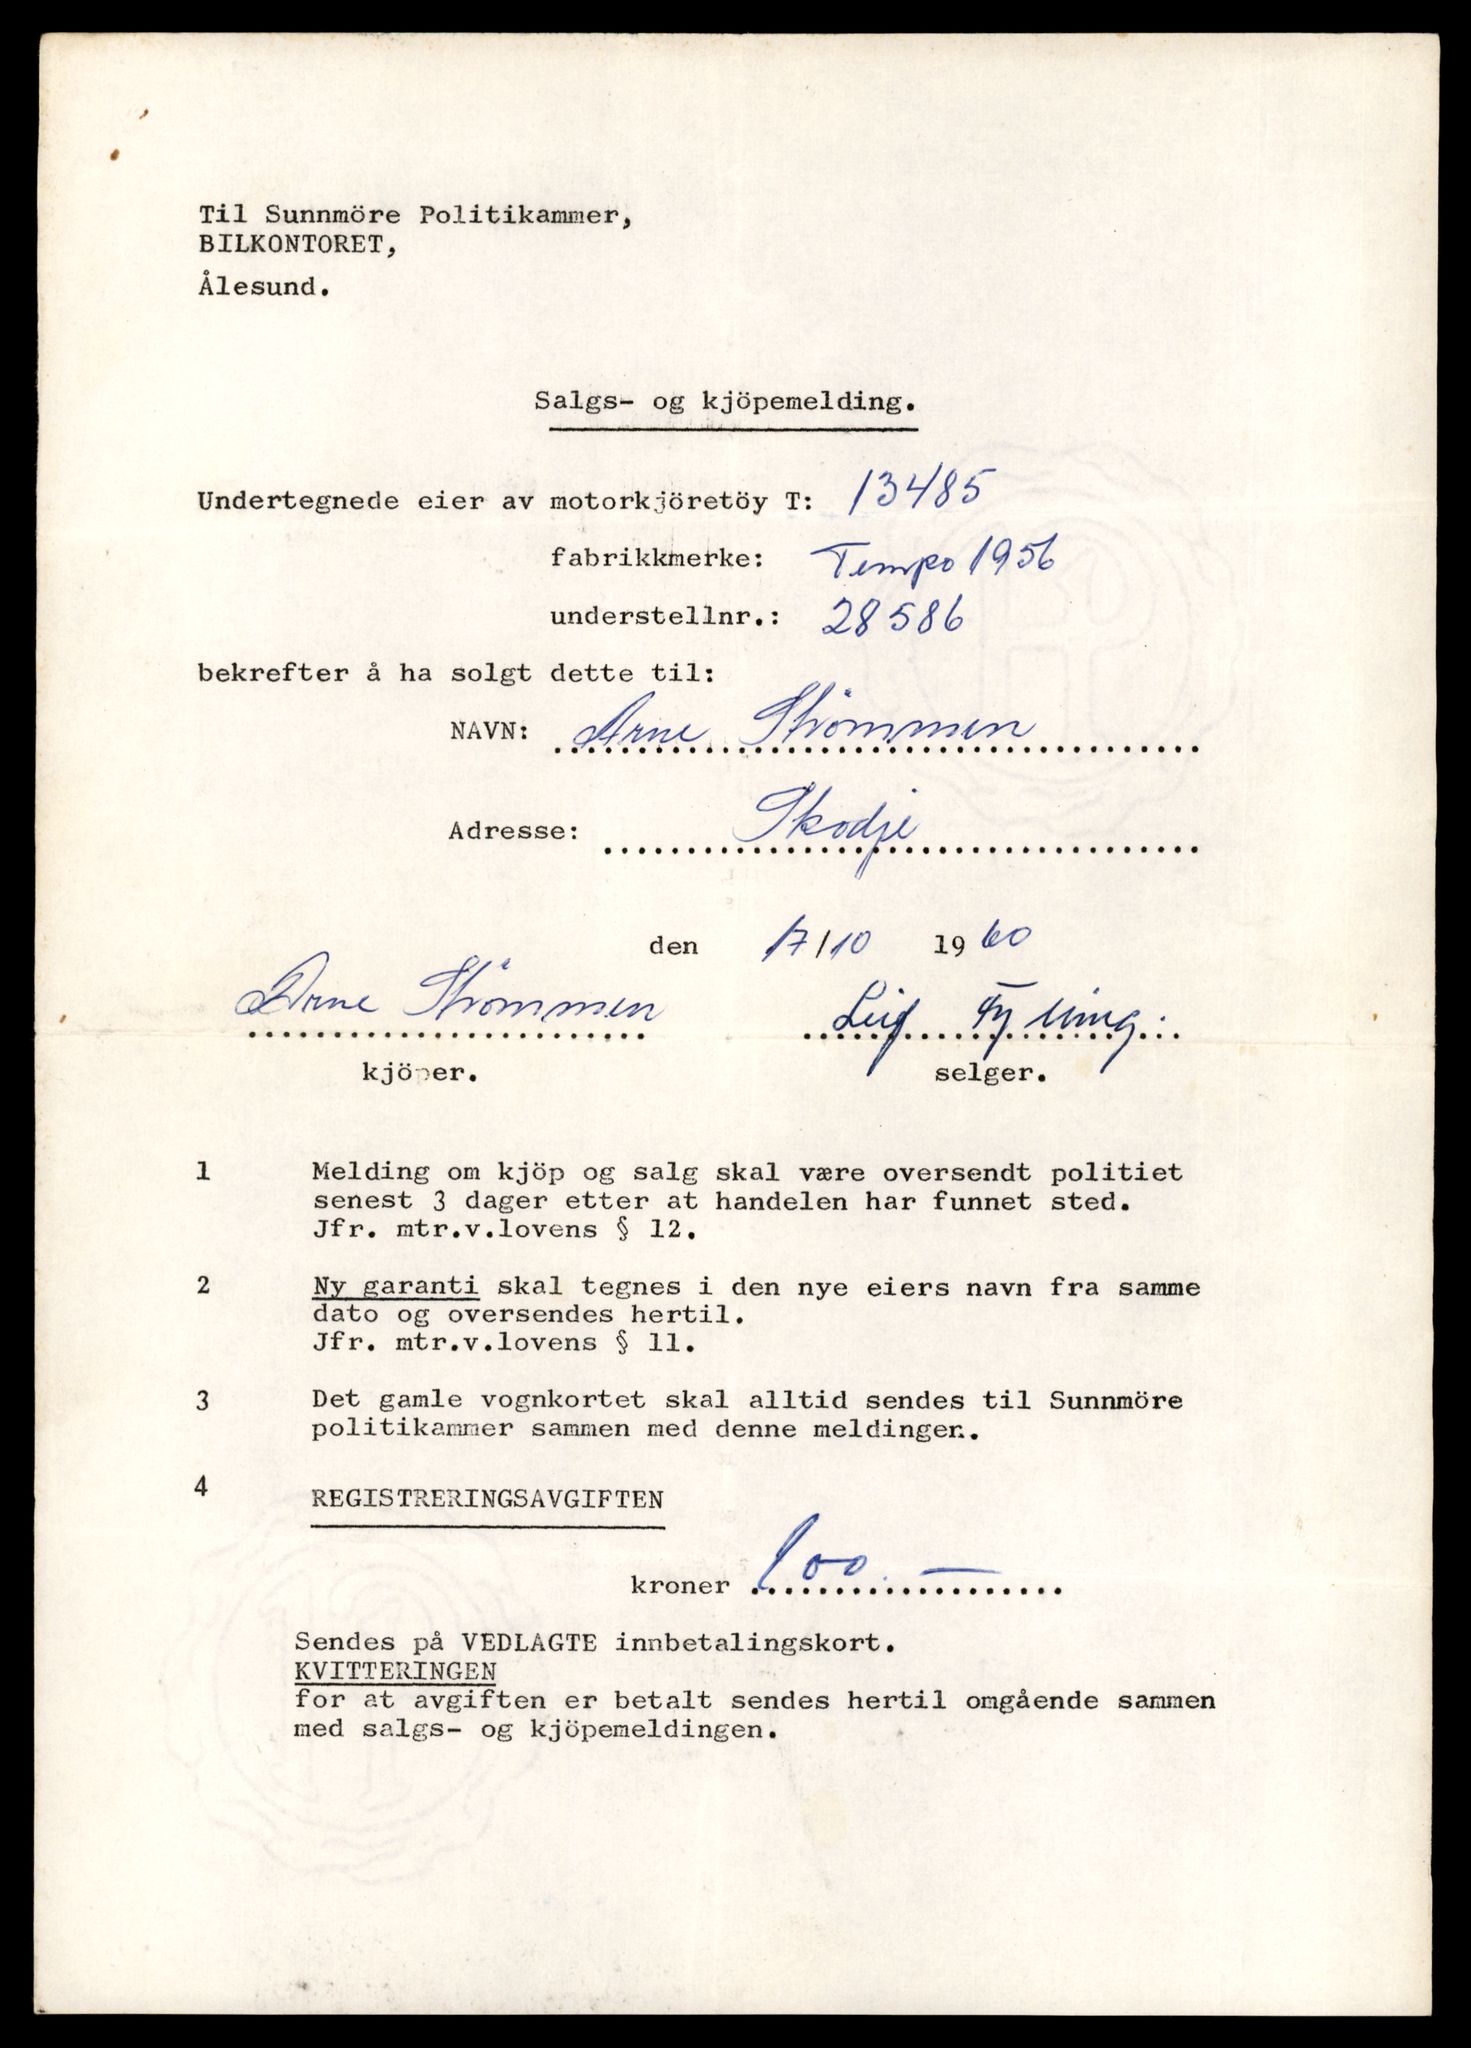 Til Sunnmöre Politikammer,
BILKONTORET,
Ålesund.
Salgs- og kjöpemelding.
Undertegnede eier av motorkjöretöy T: 13485
fabrikkmerke: Tempo 1956
understellnr.: 28586
bekrefter å ha solgt dette til:
NAVN: Arne Strömmen
Adresse: Skodje
den 17/10 1960
Arne Strömmen Leif Fylling.
kjöper. selger.
1 Melding om kjöp og salg skal være oversendt politiet
senest 3 dager etter at handelen har funnet sted.
Jfr. mtr.v.lovens § 12.
2 Ny garanti skal tegnes i den nye eiers navn fra samme
dato og oversendes hertil.
Jfr. mtr.v.lovens § 11.
3 Det gamle vognkortet skal alltid sendes til Sunnmöre
politikammer sammen med denne meldingen.
4 REGISTRERINGSAVGIFTEN
kroner 100.—
Sendes på VEDLAGTE innbetalingskort.
KVITTERINGEN
for at avgiften er betalt sendes hertil omgående sammen
med salgs- og kjöpemeldingen.